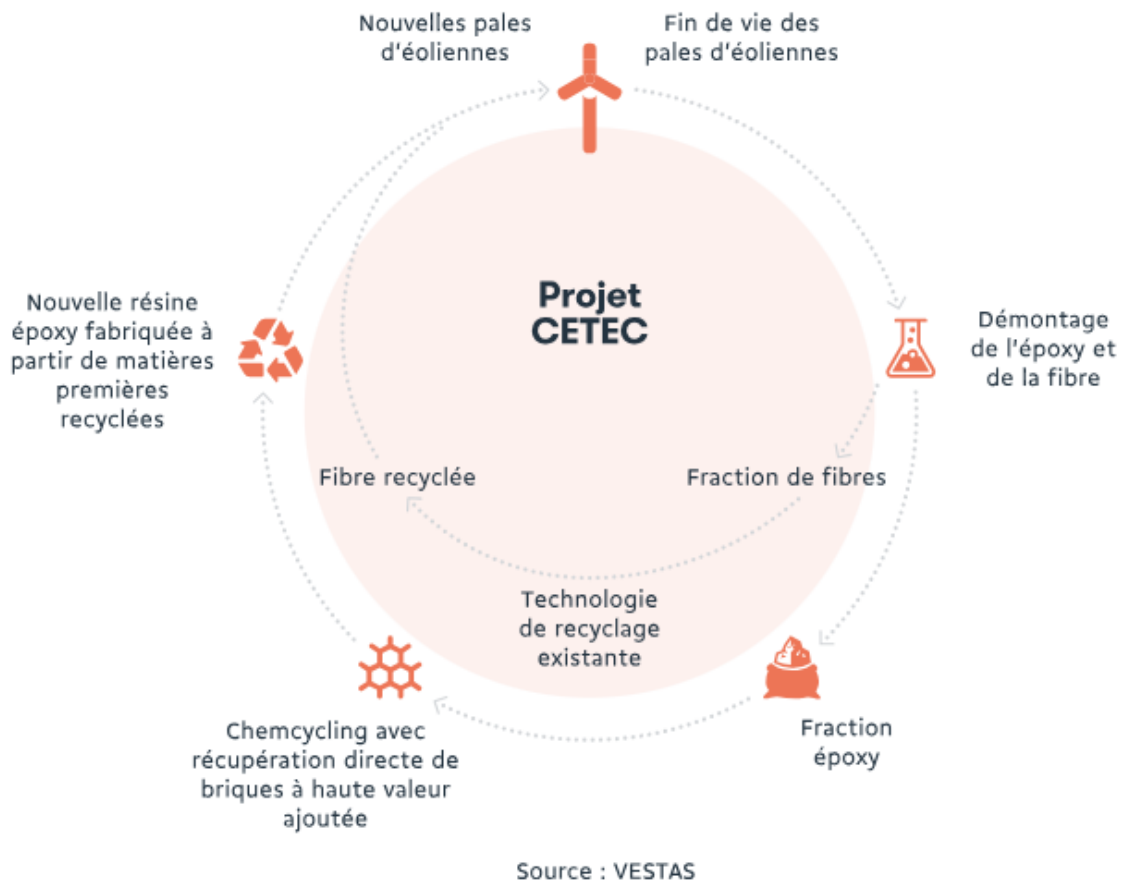 Nouvelles pales
d'éoliennes
Fin de vie des
pales d'éoliennes
Projet
CETEC
Nouvelle résine
époxy fabriquée à
partir de matières
premières
recyclées
Démontage
de l'époxy et
de la fibre
Fibre recyclée
Fraction de fibres
Technologie
de recyclage
existante
Chemcycling avec
récupération directe de
briques à haute valeur
ajoutée
Fraction
époxy
Source : VESTAS